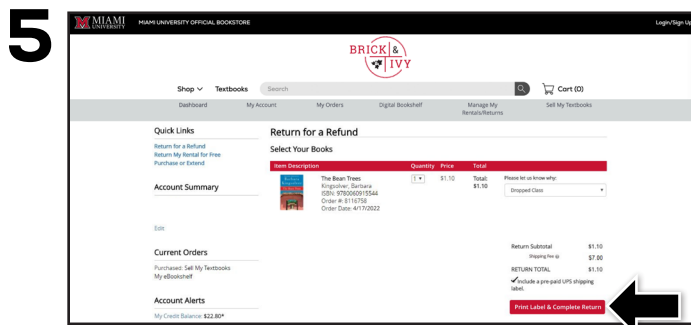 5
MIAMI
UNIVERSITY
MIAMI UNIVERSITY OFFICIAL BOOKSTORE
Login/Sign Up
BRICK &
IVY
Shop
Textbooks
Search
Cart (0)
Dashboard
My Account
My Orders
Digital Bookshelf
Manage My
Rentals/Returns
Sell My Textbooks
Quick Links
Return for a Refund
Return My Rental for Free
Purchase or Extend
Account Summary
Edit
Current Orders
Purchased: Sell My Textbooks
My eBookshelf
Account Alerts
My Credit Balance: $22.80*
Return for a Refund
Select Your Books
Item Description Quantity Price Total
The Bean Trees
Kingsolver, Barbara
ISBN: 9780060915544
Order #: 8116758
Order Date: 4/17/2022
1
$1.10
Total:
$1.10
Please let us know why:
Dropped Class
Return Subtotal $1.10
Shipping Fee $7.00
RETURN TOTAL $1.10
Include a pre-paid UPS shipping
label.
Print Label & Complete Return